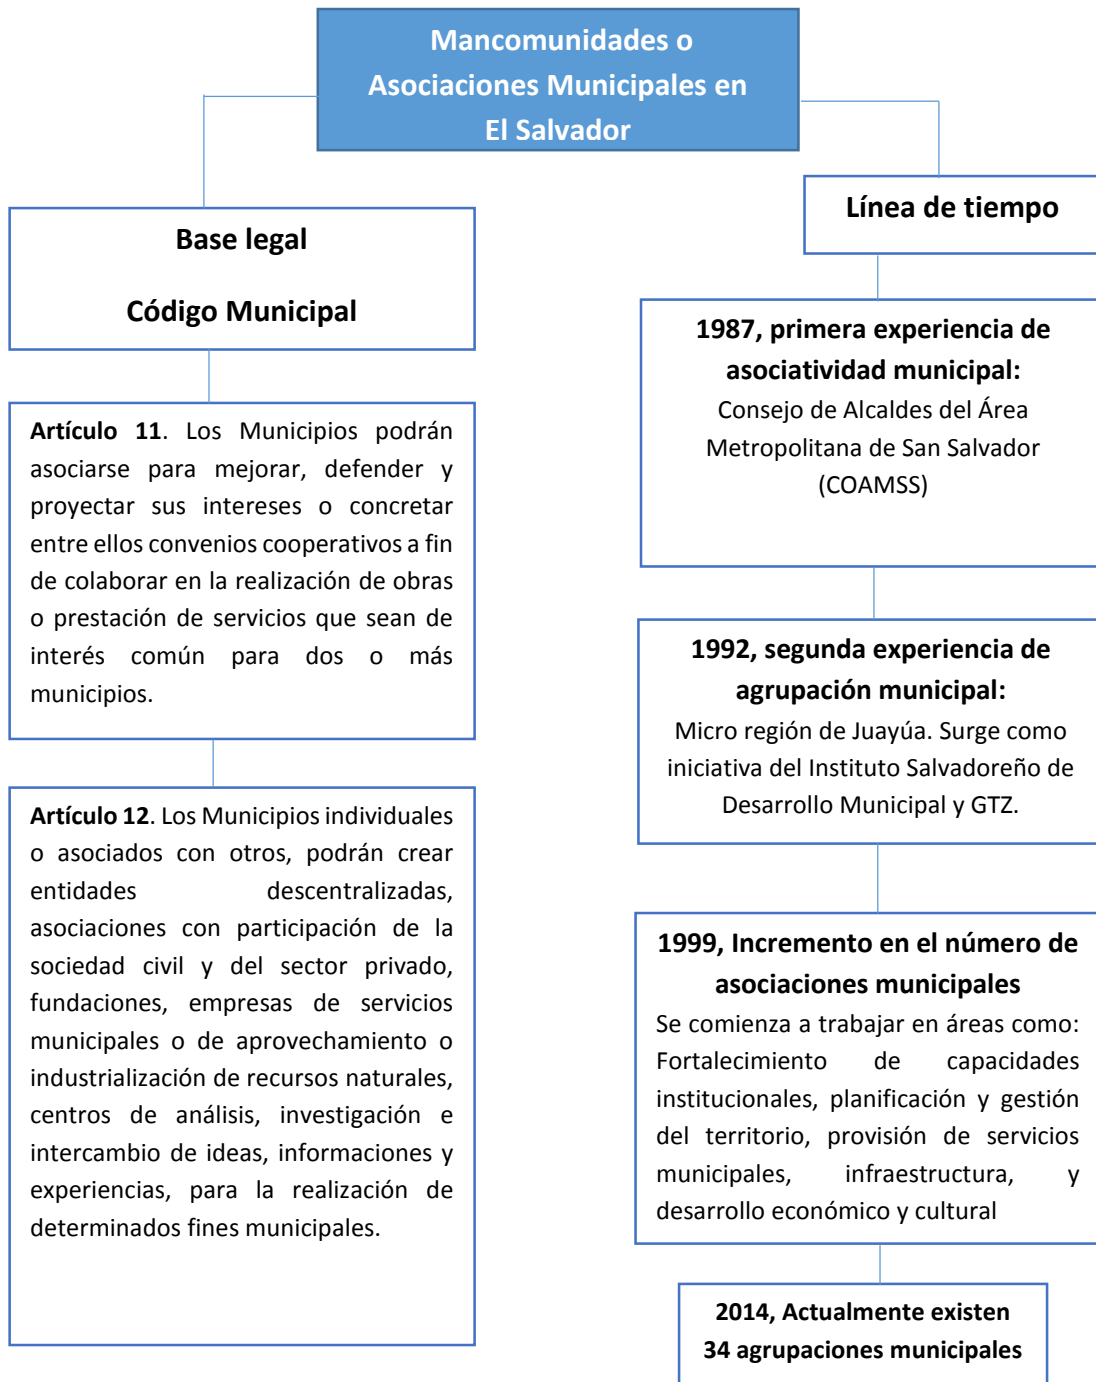 Mancomunidades o
Asociaciones Municipales en
El Salvador
Base legal
Código Municipal
Artículo 11. Los Municipios podrán
asociarse para mejorar, defender y
proyectar sus intereses o concretar
entre ellos convenios cooperativos a fin
de colaborar en la realización de obras
o prestación de servicios que sean de
interés común para dos o más
municipios.
Artículo 12. Los Municipios individuales
o asociados con otros, podrán crear
entidades descentralizadas,
asociaciones con participación de la
sociedad civil y del sector privado,
fundaciones, empresas de servicios
municipales o de aprovechamiento o
industrialización de recursos naturales,
centros de análisis, investigación e
intercambio de ideas, informaciones y
experiencias, para la realización de
determinados fines municipales.
Línea de tiempo
1987, primera experiencia de
asociatividad municipal:
Consejo de Alcaldes del Área
Metropolitana de San Salvador
(COAMSS)
1992, segunda experiencia de
agrupación municipal:
Micro región de Juayúa. Surge como
iniciativa del Instituto Salvadoreño de
Desarrollo Municipal y GTZ.
1999, Incremento en el número de
asociaciones municipales
Se comienza a trabajar en áreas como:
Fortalecimiento de capacidades
institucionales, planificación y gestión
del territorio, provisión de servicios
municipales, infraestructura, y
desarrollo económico y cultural
2014, Actualmente existen
34 agrupaciones municipales